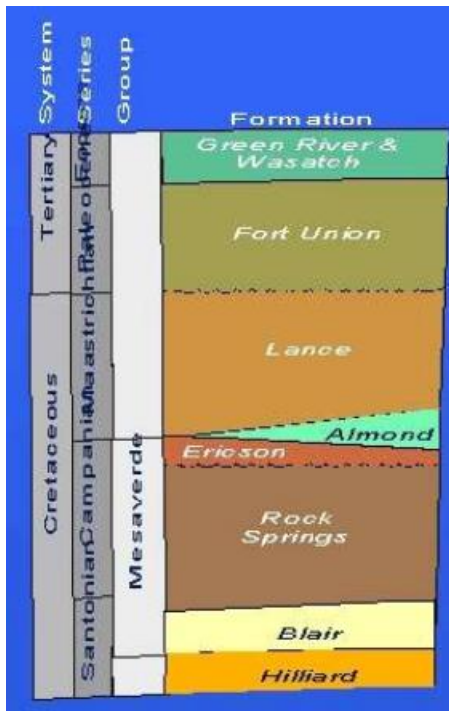 System
Series
Group
Formation
Tertiary
Paleocene
Green River &
Wasatch
Fort Union
Cretaceous
Maastrichtian
Lance
Almond
Campanian
Mesaverde
Ericson
Rock
Springs
Santonian
Blair
Hilliard